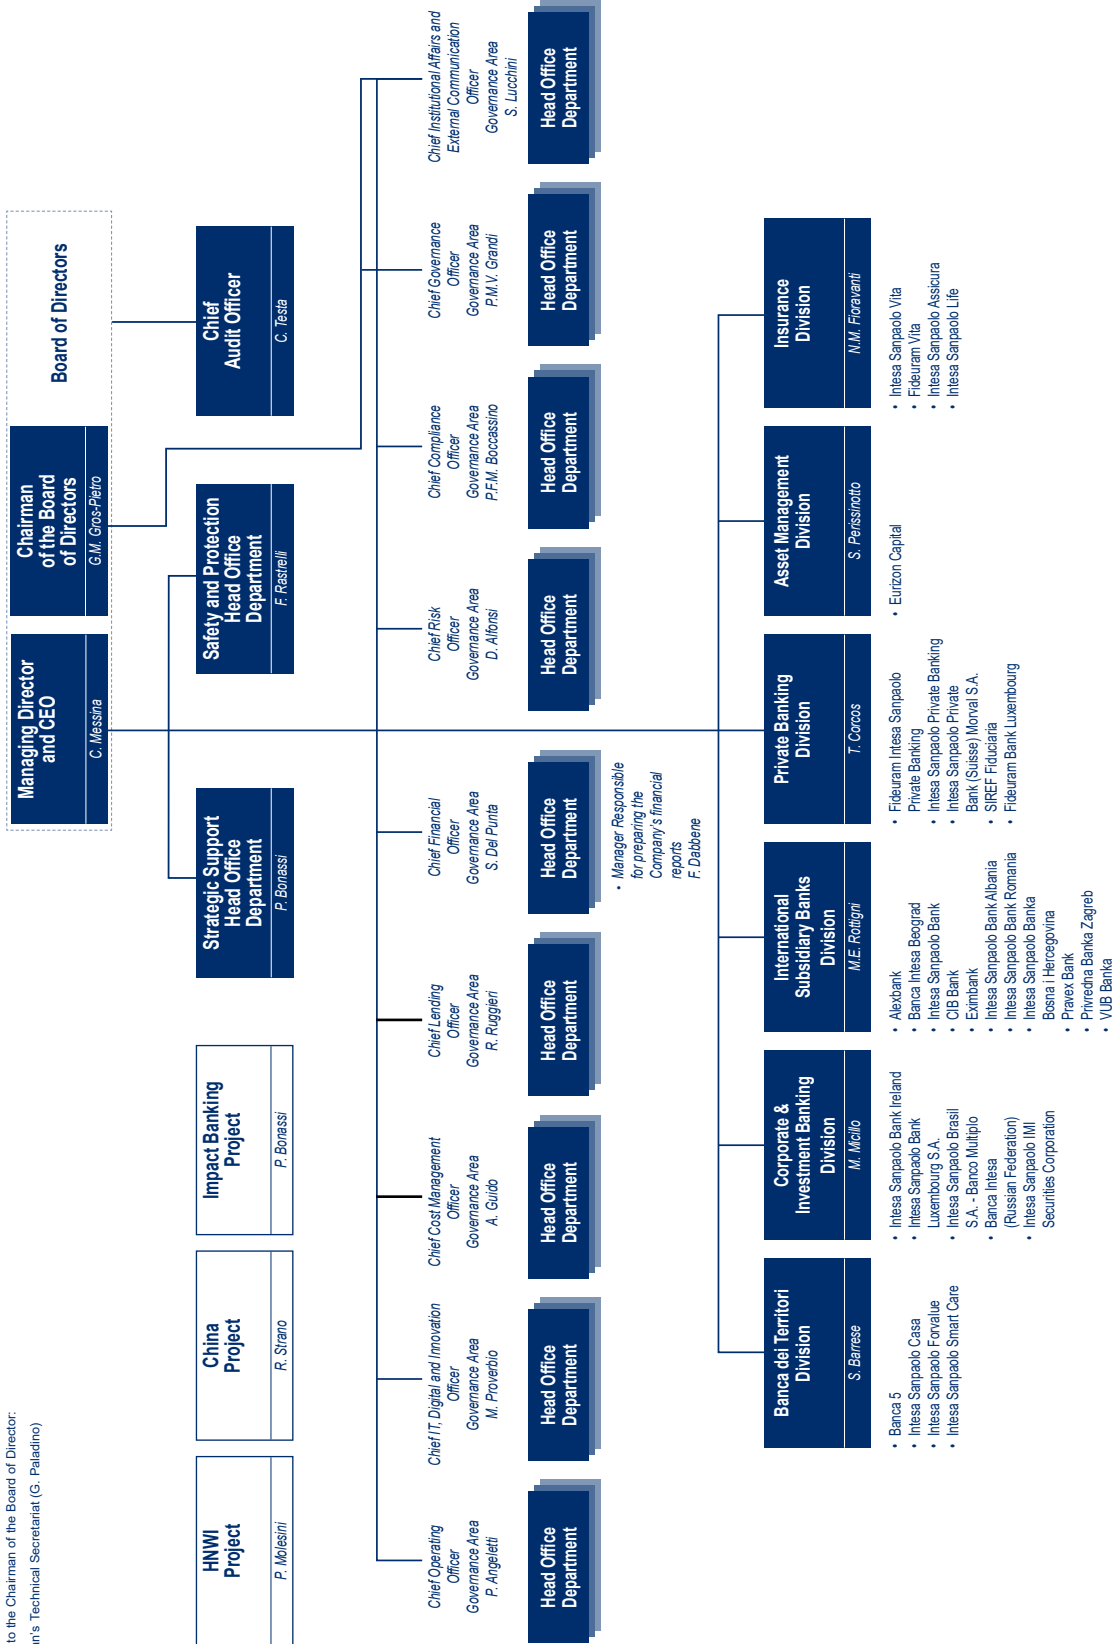 to the Chairman of the Board of Director:
Technical Secretariat (G. Paladino)
Managing Director
and CEO
C. Messina
Chairman
of the Board
of Directors
G.M. Gros-Pietro
Board of Directors
HNWI
Project
P. Molesini
China
Project
R. Strano
Impact Banking
Project
P. Bonassi
Strategic Support
Head Office
Department
P. Bonassi
Safety and Protection
Head Office
Department
F. Rastrelli
Chief
Audit Officer
C. Testa
Chief Operating
Officer
Governance Area
P. Angeletti
Head Office
Department
Chief IT, Digital and Innovation
Officer
Governance Area
M. Proverbio
Head Office
Department
Chief Cost Management
Officer
Governance Area
A. Guido
Head Office
Department
Chief Lending
Officer
Governance Area
R. Ruggieri
Head Office
Department
Chief Financial
Officer
Governance Area
S. Del Punta
Head Office
Department
• Manager Responsible
for preparing the
Company's financial
reports
F. Dabbene
Chief Risk
Officer
Governance Area
D. Alfonsi
Head Office
Department
Chief Compliance
Officer
Governance Area
P.F.M. Boccassino
Head Office
Department
Chief Governance
Officer
Governance Area
P.M.V. Grandi
Head Office
Department
Chief Institutional Affairs and
External Communication
Officer
Governance Area
S. Lucchini
Head Office
Department
Banca dei Territori
Division
S. Barrese
• Banca 5
• Intesa Sanpaolo Casa
• Intesa Sanpaolo Forvalue
• Intesa Sanpaolo Smart Care
Corporate &
Investment Banking
Division
M. Micillo
• Intesa Sanpaolo Bank Ireland
• Intesa Sanpaolo Bank
Luxembourg S.A.
• Intesa Sanpaolo Brasil
S.A. - Banco Multiplo
• Banca Intesa
(Russian Federation)
• Intesa Sanpaolo IMI
Securities Corporation
International
Subsidiary Banks
Division
M.E. Rottigni
• Alexbank
• Banca Intesa Beograd
• Intesa Sanpaolo Bank
• CIB Bank
• Eximbank
• Intesa Sanpaolo Bank Albania
• Intesa Sanpaolo Bank Romania
• Intesa Sanpaolo Banka
Bosna i Hercegovina
• Pravex Bank
• Privredna Banka Zagreb
• VUB Banka
Private Banking
Division
T. Corcos
• Fideuram Intesa Sanpaolo
Private Banking
• Intesa Sanpaolo Private Banking
• Intesa Sanpaolo Private
Bank (Suisse) Morval S.A.
• SIREF Fiduciaria
• Fideuram Bank Luxembourg
Asset Management
Division
S. Perissinotto
• Eurizon Capital
Insurance
Division
N.M. Fioravanti
• Intesa Sanpaolo Vita
• Fideuram Vita
• Intesa Sanpaolo Assicura
• Intesa Sanpaolo Life